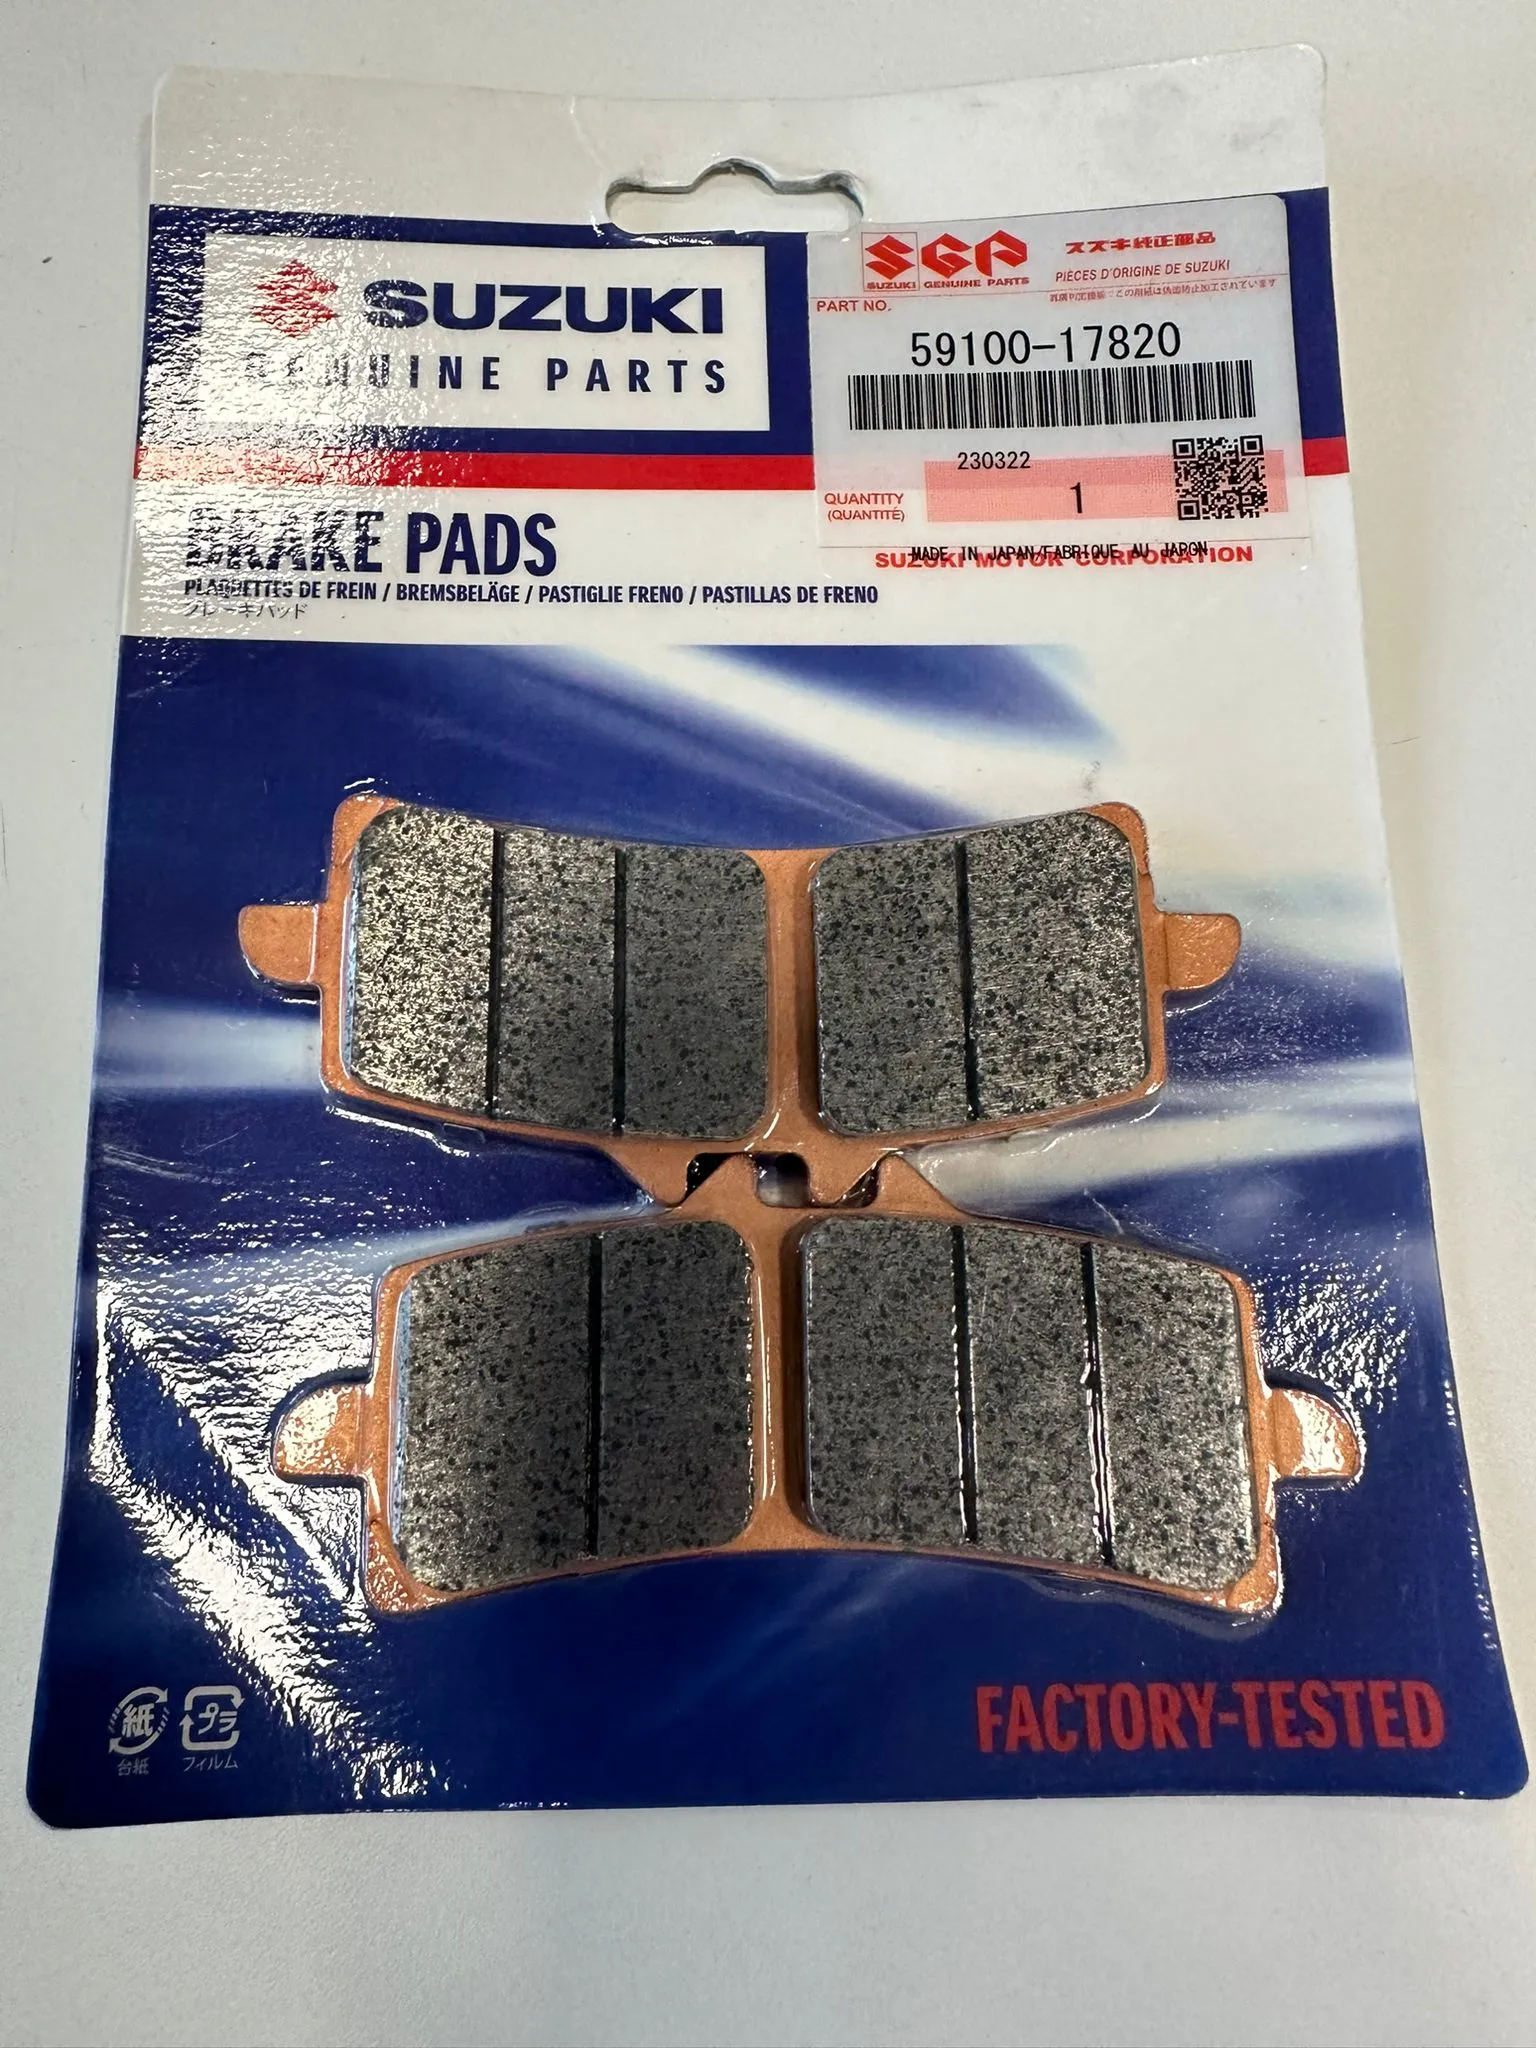 SUZUKI
GENUINE PARTS
SGP
スズキ純正部品
SUZUKI GENUINE PARTS
PIÈCES D'ORIGINE DE SUZUKI
PART NO.
59100-17820
230322
QUANTITY
(QUANTITÉ)
1
MADE IN JAPAN/FABRIQUE AU JAPON
SUZUKI MOTOR CORPORATION
BRAKE PADS
PLAQUETTES DE FREIN / BREMSBELÄGE / PASTIGLIE FRENO / PASTILLAS DE FRENO
ブレーキパッド
FACTORY-TESTED
紙
プラ
台紙
フィルム